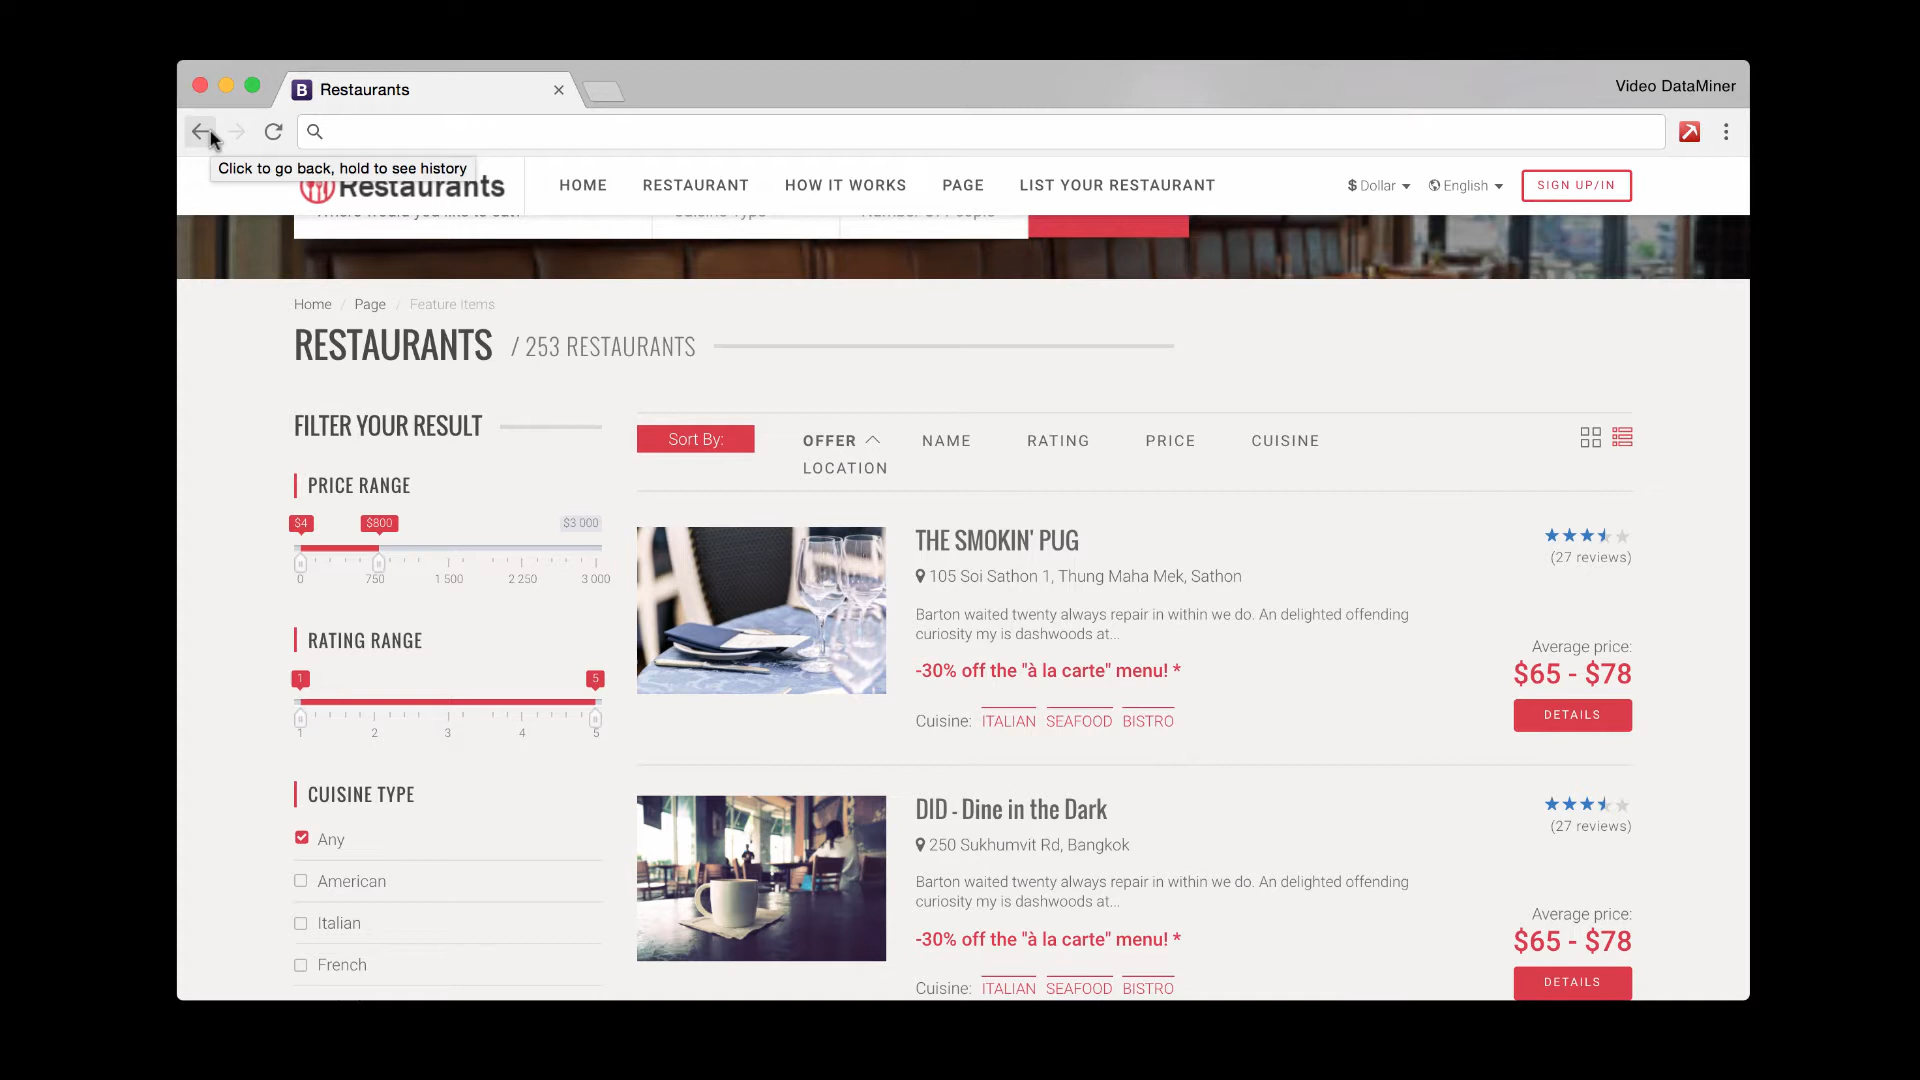 Restaurants
Video DataMiner
Click to go back, hold to see history
Restaurants
HOME
RESTAURANT
HOW IT WORKS
PAGE
LIST YOUR RESTAURANT
$ Dollar
English
SIGN UP/IN
Home / Page / Feature Items
RESTAURANTS / 253 RESTAURANTS
FILTER YOUR RESULT
PRICE RANGE
$4 $800 $3 000
0 750 1 500 2 250 3 000
RATING RANGE
1 5
1 2 3 4 5
CUISINE TYPE
Any
American
Italian
French
Sort By: OFFER NAME RATING PRICE CUISINE
LOCATION
THE SMOKIN' PUG
105 Soi Sathon 1, Thung Maha Mek, Sathon
(27 reviews)
Barton waited twenty always repair in within we do. An delighted offending
curiosity my is dashwoods at...
-30% off the "à la carte" menu! *
Cuisine: ITALIAN SEAFOOD BISTRO
Average price:
$65 - $78
DETAILS
DID - Dine in the Dark
250 Sukhumvit Rd, Bangkok
(27 reviews)
Barton waited twenty always repair in within we do. An delighted offending
curiosity my is dashwoods at...
-30% off the "à la carte" menu! *
Cuisine: ITALIAN SEAFOOD BISTRO
Average price:
$65 - $78
DETAILS